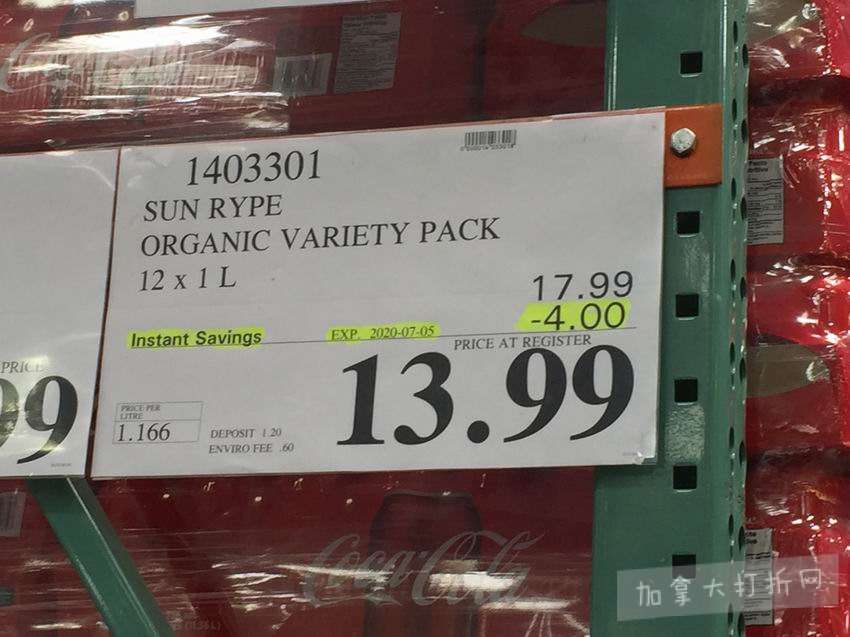 1403301
SUN RYPE
ORGANIC VARIETY PACK
12 x 1 L
17.99
-4.00
Instant Savings
EXP. 2020-07-05
PRICE AT REGISTER
13.99
PRICE PER
LITRE
1.166
DEPOSIT 1.20
ENVIRO FEE .60
PRICE
99
Coca-Cola
加拿大打折网